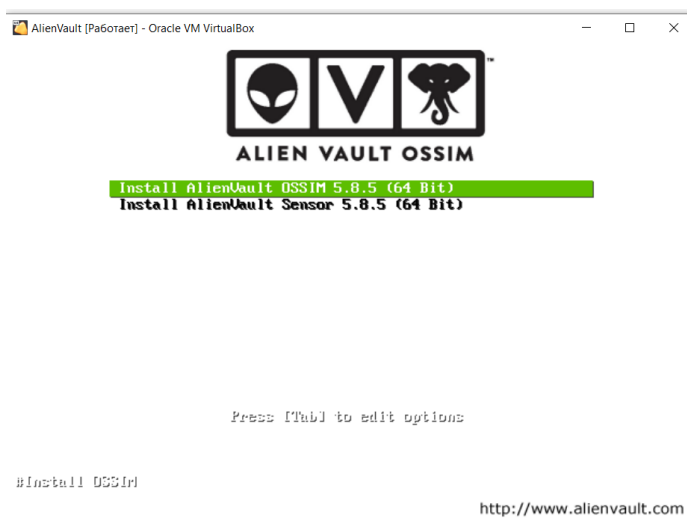 AlienVault [Работает] - Oracle VM VirtualBox
ALIEN VAULT OSSIM
™
Install AlienVault OSSIM 5.8.5 (64 Bit)
Install AlienVault Sensor 5.8.5 (64 Bit)
Press [Tab] to edit options
#Install OSSIM
http://www.alienvault.com